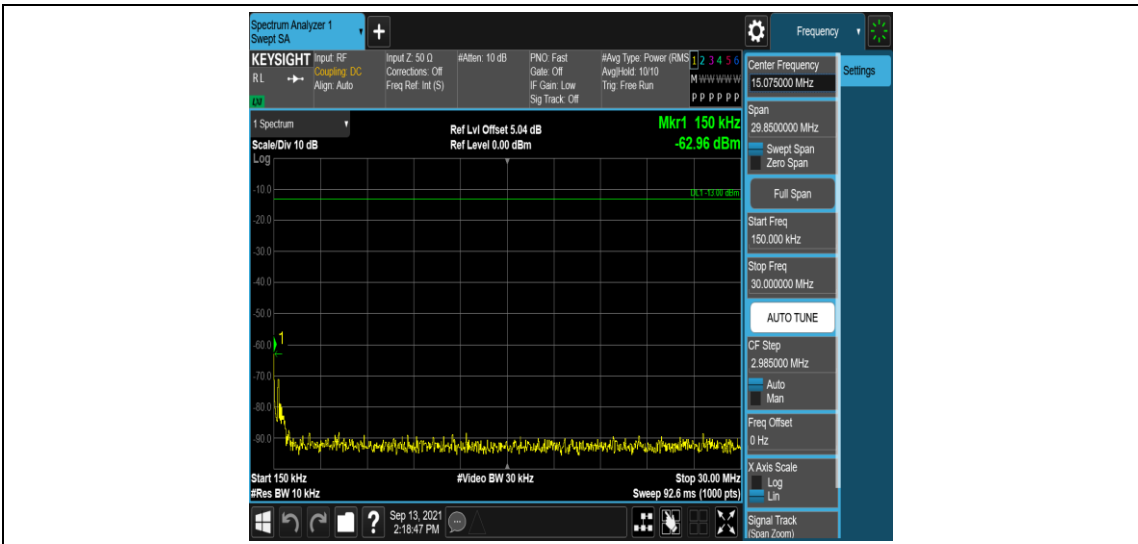 Spectrum Analyzer 1
Swept SA
+
Frequency
KEYSIGHT
RL
LXI
Input: RF
Coupling: DC
Align: Auto
Input Z: 50 Ω
Corrections: Off
Freq Ref: Int (S)
#Atten: 10 dB
PNO: Fast
Gate: Off
IF Gain: Low
Sig Track: Off
#Avg Type: Power (RMS
Avg|Hold: 10/10
Trig: Free Run
1 2 3 4 5 6
M W W W W W
P P P P P P
1 Spectrum
Scale/Div 10 dB
Ref Lvl Offset 5.04 dB
Ref Level 0.00 dBm
Mkr1 150 kHz
-62.96 dBm
Log
DL1 -13.00 dBm
-10.0
-20.0
-30.0
-40.0
-50.0
1
-60.0
-70.0
-80.0
-90.0
Start 150 kHz
#Video BW 30 kHz
Stop 30.00 MHz
#Res BW 10 kHz
Sweep 92.6 ms (1000 pts)
?
Sep 13, 2021
2:18:47 PM
Center Frequency
15.075000 MHz
Settings
Span
29.8500000 MHz
Swept Span
Zero Span
Full Span
Start Freq
150.000 kHz
Stop Freq
30.000000 MHz
AUTO TUNE
CF Step
2.985000 MHz
Auto
Man
Freq Offset
0 Hz
X Axis Scale
Log
Lin
Signal Track
(Span Zoom)